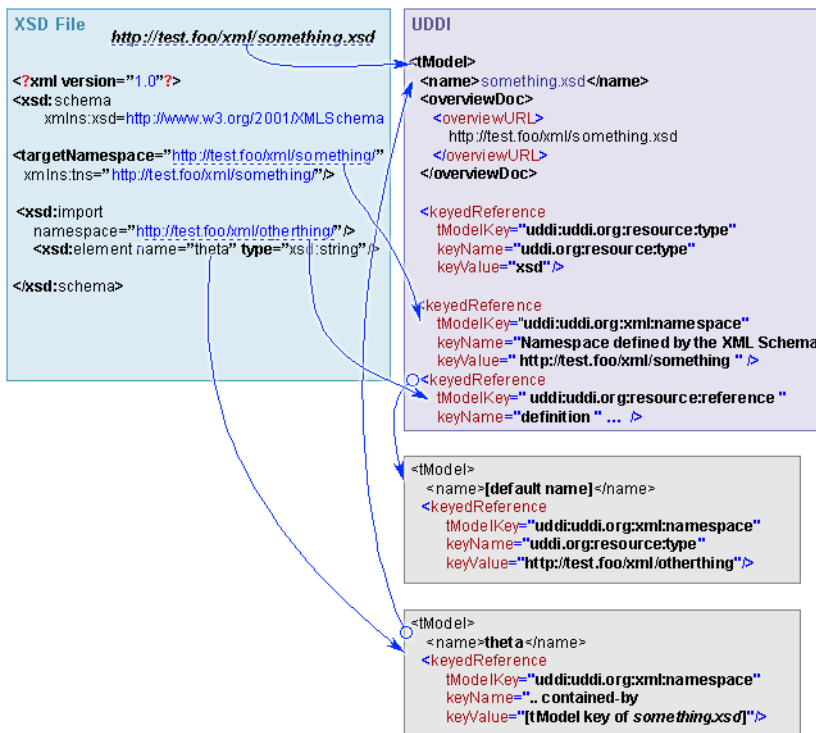 XSD File
http://test.foo/xml/something.xsd
<?xml version="1.0"?>
<xsd:schema
xmlns:xsd=http://www.w3.org/2001/XMLSchema
<targetNamespace="http://test.foo/xml/something/"
xmlns:tns="http://test.foo/xml/something/"/>
<xsd:import
namespace="http://test.foo/xml/otherthing/"/>
<xsd:element name="theta" type="xsd:string"/>
</xsd:schema>
UDDI
<tModel>
<name>something.xsd</name>
<overviewDoc>
<overviewURL>
http://test.foo/xml/something.xsd
</overviewURL>
</overviewDoc>
<keyedReference
tModelKey="uddi:uddi.org:resource:type"
keyName="uddi.org:resource:type"
keyValue="xsd"/>
<keyedReference
tModelKey="uddi:uddi.org:xml:namespace"
keyName="Namespace defined by the XML Schema
keyValue=" http://test.foo/xml/something " />
<keyedReference
tModelKey=" uddi:uddi.org:resource:reference "
keyName="definition " ... />
<tModel>
<name>[default name]</name>
<keyedReference
tModelKey="uddi:uddi.org:xml:namespace"
keyName="uddi.org:resource:type"
keyValue="http://test.foo/xml/otherthing"/>
<tModel>
<name>theta</name>
<keyedReference
tModelKey="uddi:uddi.org:xml:namespace"
keyName=".. contained-by
keyValue="[tModel key of something.xsd]"/>